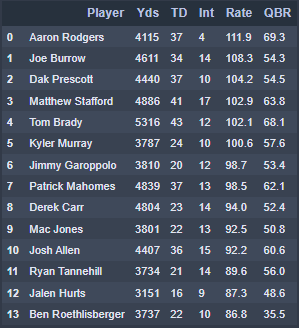 Player Yds TD Int Rate QBR
0 Aaron Rodgers 4115 37 4 111.9 69.3
1 Joe Burrow 4611 34 14 108.3 54.3
2 Dak Prescott 4440 37 10 104.2 54.5
3 Matthew Stafford 4886 41 17 102.9 63.8
4 Tom Brady 5316 43 12 102.1 68.1
5 Kyler Murray 3787 24 10 100.6 57.6
6 Jimmy Garoppolo 3810 20 12 98.7 53.4
7 Patrick Mahomes 4839 37 13 98.5 62.1
8 Derek Carr 4804 23 14 94.0 52.4
9 Mac Jones 3801 22 13 92.5 50.8
10 Josh Allen 4407 36 15 92.2 60.6
11 Ryan Tannehill 3734 21 14 89.6 56.0
12 Jalen Hurts 3151 16 9 87.3 48.6
13 Ben Roethlisberger 3737 22 10 86.8 35.5